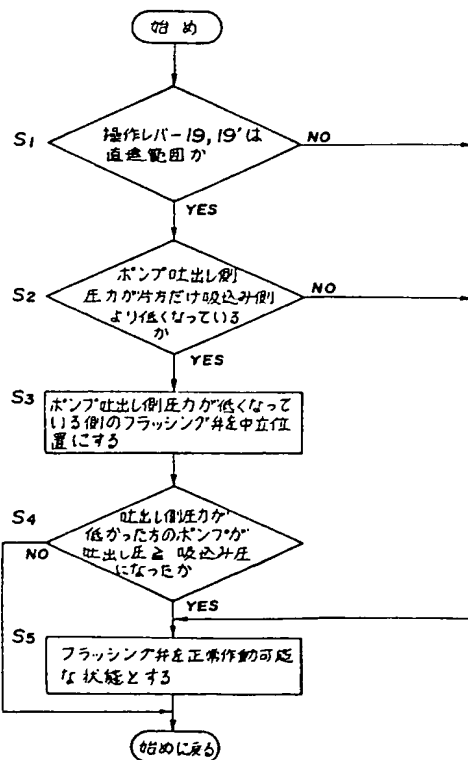 始め
S1
操作レバー19,19'は
直進範囲か
NO
YES
S2
ポンプ吐出し側
圧力が片方だけ吸込み側
より低くなっている
か
NO
YES
S3
ポンプ吐出し側圧力が低くなって
いる側のフラッシング弁を中立位
置にする
S4
吐出し側圧力が
低かった方のポンプが
吐出し圧≧吸込み圧
になったか
NO
YES
S5
フラッシング弁を正常作動可能
な状態とする
始めに戻る